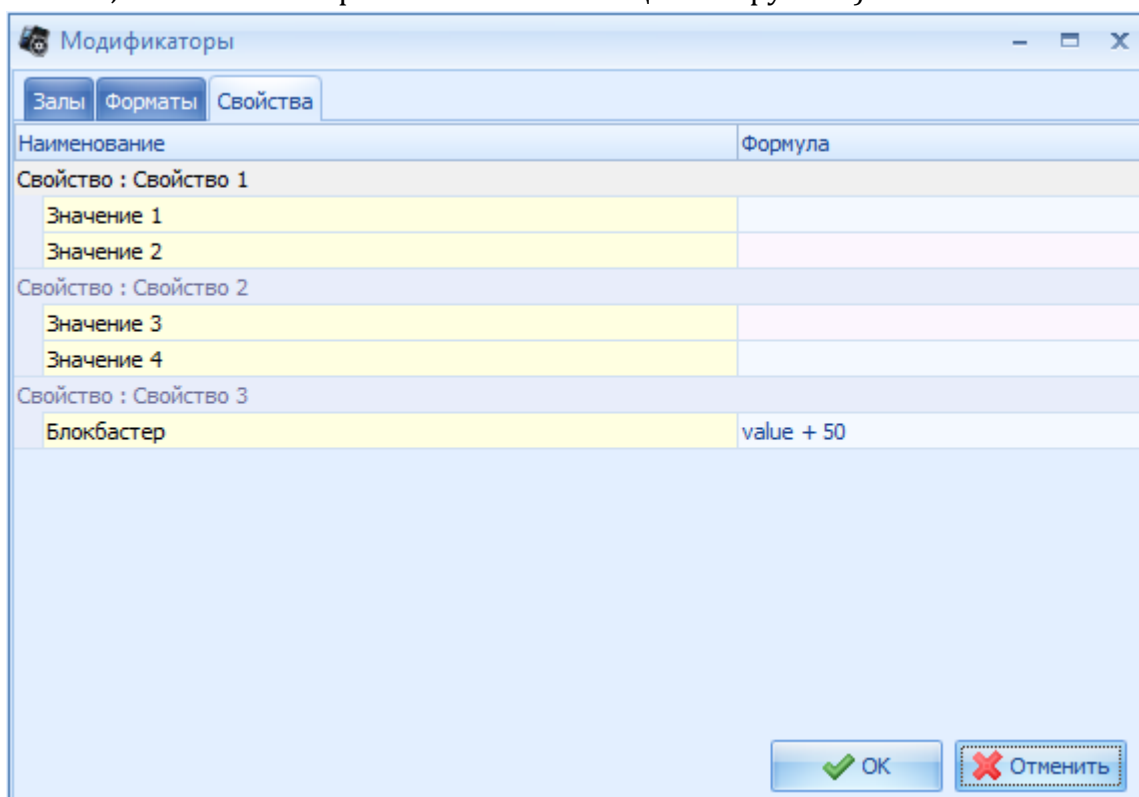 Модификаторы
Залы Форматы Свойства
Наименование Формула
Свойство : Свойство 1
Значение 1
Значение 2
Свойство : Свойство 2
Значение 3
Значение 4
Свойство : Свойство 3
Блокбастер value + 50
ОК Отменить